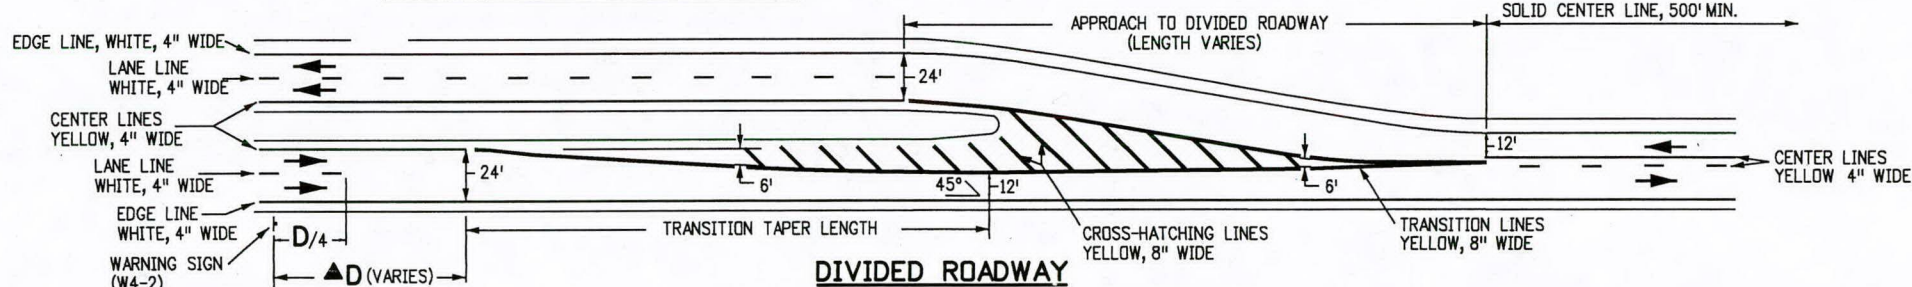 SOLID CENTER LINE, 500' MIN.
APPROACH TO DIVIDED ROADWAY
(LENGTH VARIES)
EDGE LINE, WHITE, 4" WIDE
LANE LINE
WHITE, 4" WIDE
24'
CENTER LINES
YELLOW, 4" WIDE
12'
CENTER LINES
YELLOW 4" WIDE
LANE LINE
WHITE, 4" WIDE
24'
6'
45°
12'
6'
EDGE LINE
WHITE, 4" WIDE
TRANSITION TAPER LENGTH
CROSS-HATCHING LINES
YELLOW, 8" WIDE
TRANSITION LINES
YELLOW, 8" WIDE
D/4
WARNING SIGN
(W4-2)
▲D (VARIES)
DIVIDED ROADWAY